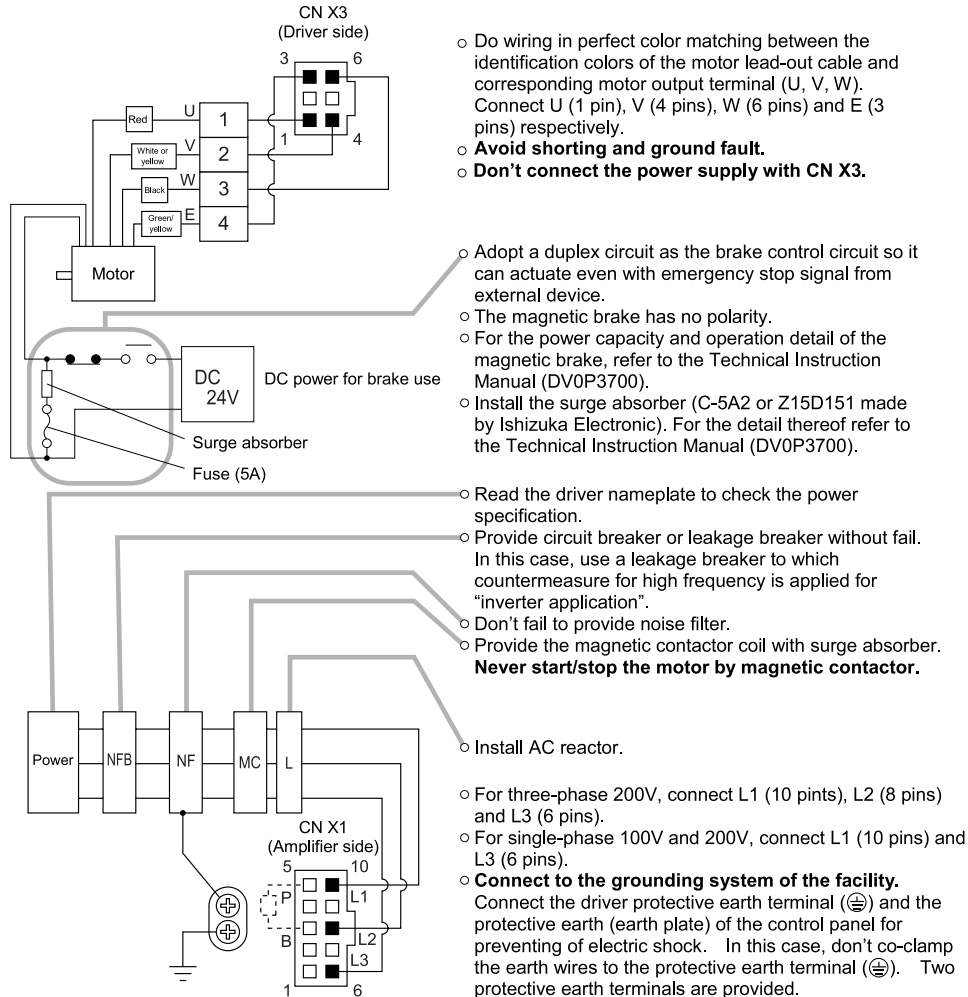 CN X3
(Driver side)
3
6
1
4
Red
U
1
White or
yellow
V
2
Black
W
3
Green/
yellow
E
4
Motor
DC
24V
DC power for brake use
Surge absorber
Fuse (5A)
○ Do wiring in perfect color matching between the
identification colors of the motor lead-out cable and
corresponding motor output terminal (U, V, W).
Connect U (1 pin), V (4 pins), W (6 pins) and E (3
pins) respectively.
○ Avoid shorting and ground fault.
○ Don’t connect the power supply with CN X3.
○ Adopt a duplex circuit as the brake control circuit so it
can actuate even with emergency stop signal from
external device.
○ The magnetic brake has no polarity.
○ For the power capacity and operation detail of the
magnetic brake, refer to the Technical Instruction
Manual (DV0P3700).
○ Install the surge absorber (C-5A2 or Z15D151 made
by Ishizuka Electronic). For the detail thereof refer to
the Technical Instruction Manual (DV0P3700).
○ Read the driver nameplate to check the power
specification.
○ Provide circuit breaker or leakage breaker without fail.
In this case, use a leakage breaker to which
countermeasure for high frequency is applied for
“inverter application”.
○ Don’t fail to provide noise filter.
○ Provide the magnetic contactor coil with surge absorber.
Never start/stop the motor by magnetic contactor.
Power
NFB
NF
MC
L
○ Install AC reactor.
CN X1
(Amplifier side)
5
10
P
L1
B
L2
L3
1
6
○ For three-phase 200V, connect L1 (10 pints), L2 (8 pins)
and L3 (6 pins).
○ For single-phase 100V and 200V, connect L1 (10 pins) and
L3 (6 pins).
○ Connect to the grounding system of the facility.
Connect the driver protective earth terminal (⏚) and the
protective earth (earth plate) of the control panel for
preventing of electric shock. In this case, don’t co-clamp
the earth wires to the protective earth terminal (⏚). Two
protective earth terminals are provided.